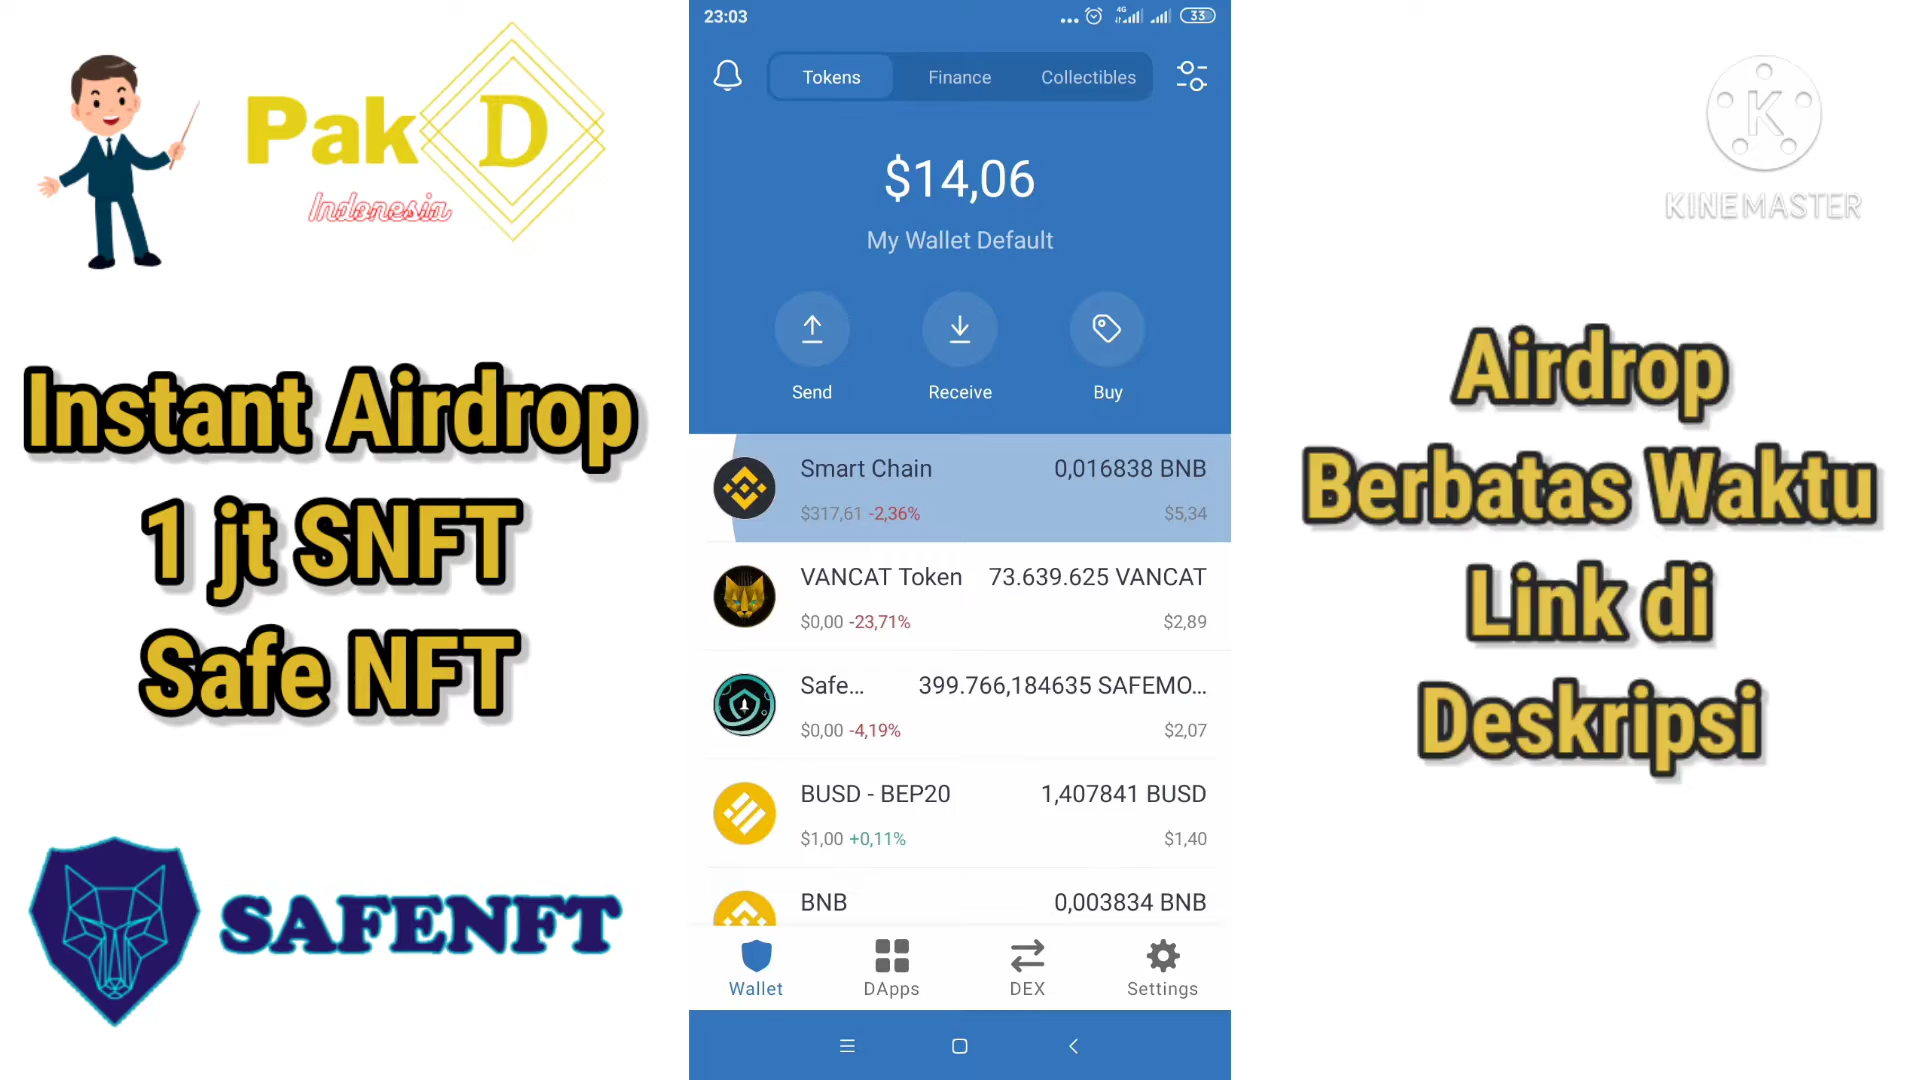 Pak D
Indonesia
Instant Airdrop
1 jt SNFT
Safe NFT
SAFENFT
23:03
4G
33
Tokens
Finance
Collectibles
$14,06
My Wallet Default
Send
Receive
Buy
Smart Chain
0,016838 BNB
$317,61 -2,36%
$5,34
VANCAT Token
73.639.625 VANCAT
$0,00 -23,71%
$2,89
Safe...
399.766,184635 SAFEMO...
$0,00 -4,19%
$2,07
BUSD - BEP20
1,407841 BUSD
$1,00 +0,11%
$1,40
BNB
0,003834 BNB
Wallet
DApps
DEX
Settings
K
KINEMASTER
Airdrop
Berbatas Waktu
Link di
Deskripsi